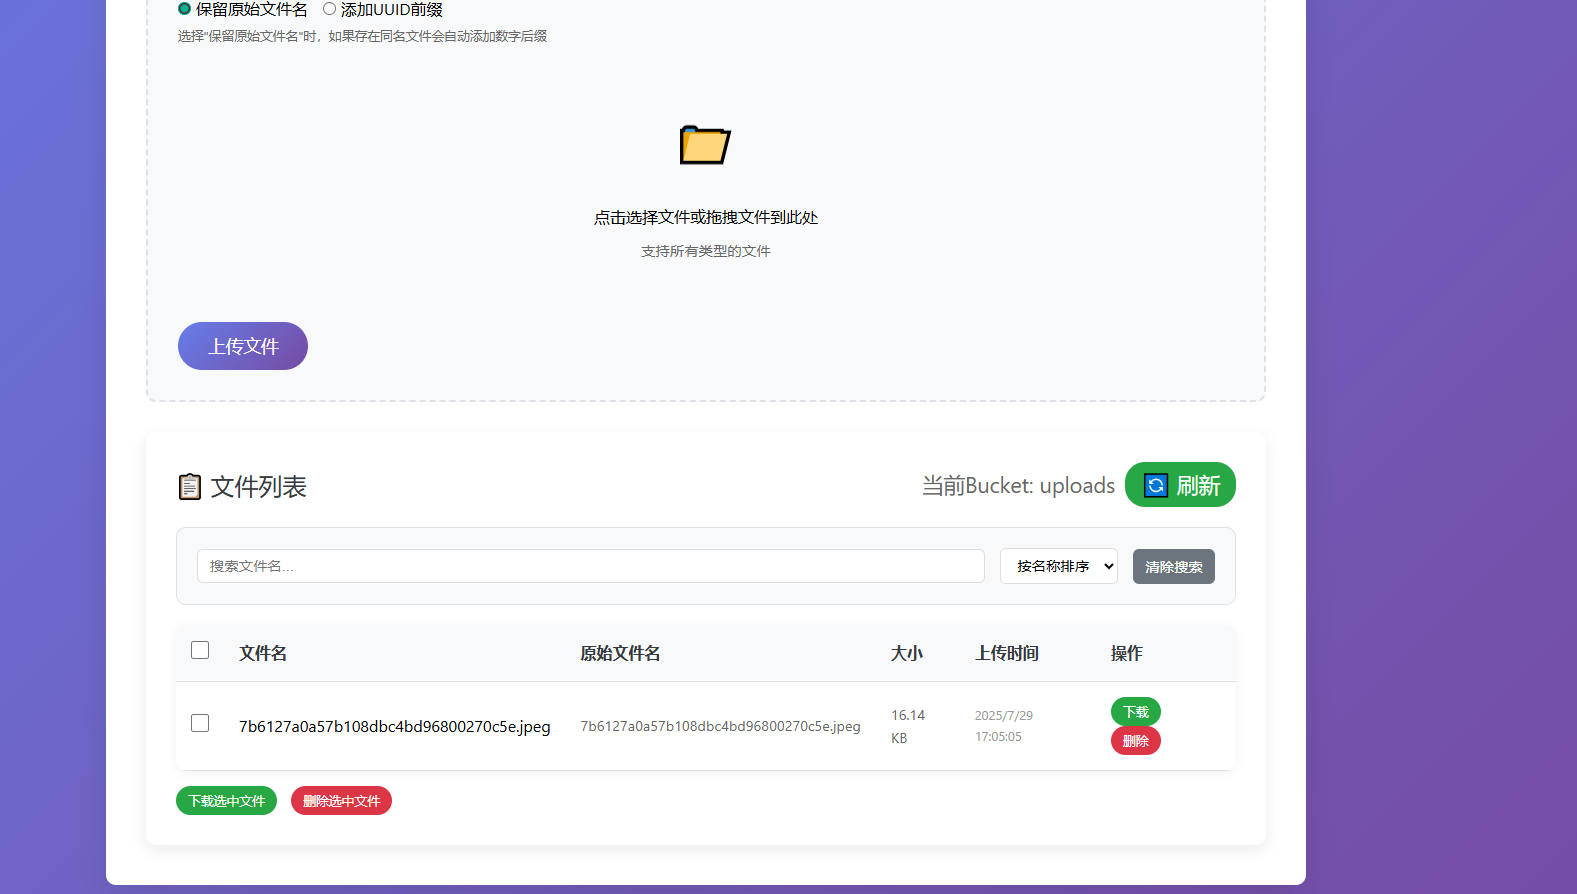 保留原始文件名 添加UUID前缀
选择"保留原始文件名"时，如果存在同名文件会自动添加数字后缀
点击选择文件或拖拽文件到此处
支持所有类型的文件
上传文件
文件列表
当前Bucket: uploads
刷新
搜索文件名...
按名称排序
清除搜索
文件名 原始文件名 大小 上传时间 操作
7b6127a0a57b108dbc4bd96800270c5e.jpeg
7b6127a0a57b108dbc4bd96800270c5e.jpeg
16.14
KB
2025/7/29
17:05:05
下载
删除
下载选中文件 删除选中文件